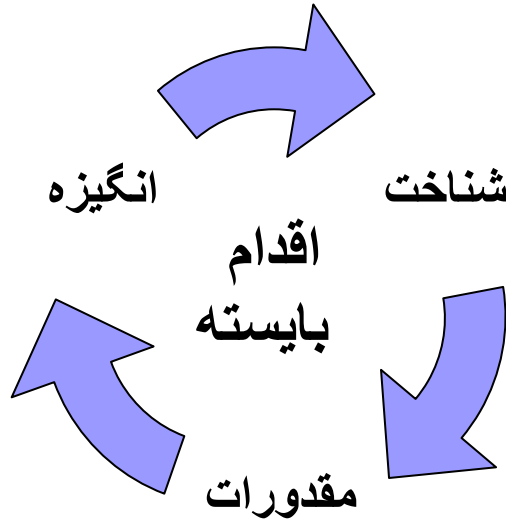 شناخت
انگیزه
اقدام
بایسته
مقدورات